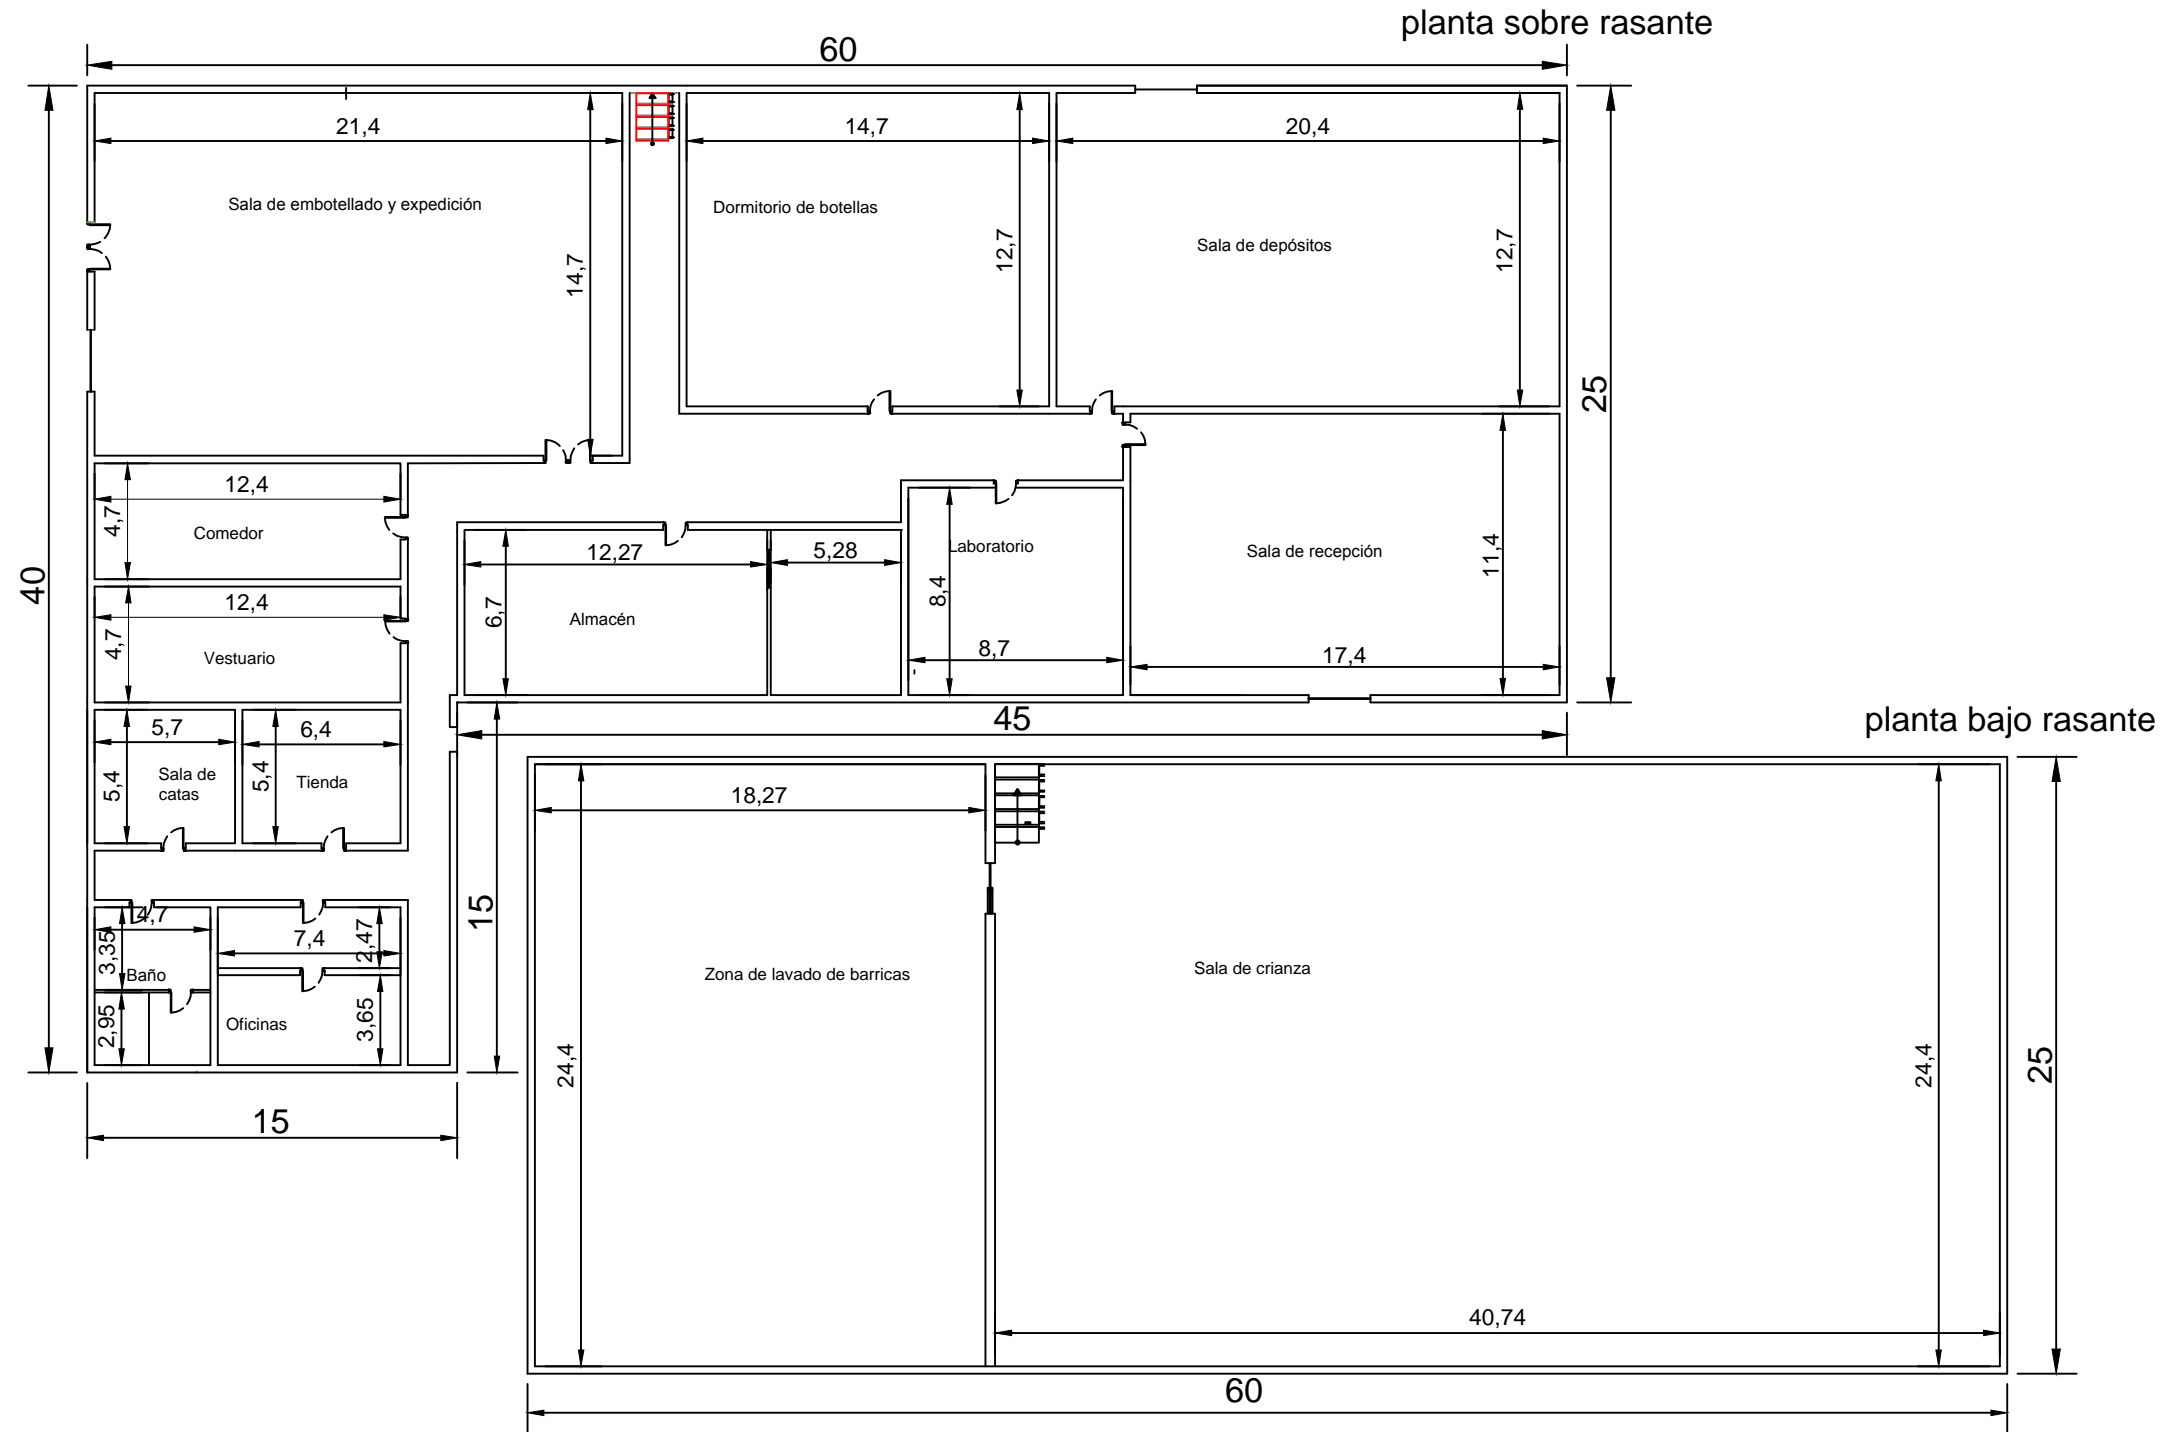 planta sobre rasante
60
21,4
14,7
20,4
Sala de embotellado y expedición
Dormitorio de botellas
Sala de depósitos
14,7
12,7
12,7
25
40
12,4
4,7
Comedor
12,27
5,28
Laboratorio
Sala de recepción
11,4
12,4
4,7
Vestuario
6,7
Almacén
8,4
8,7
17,4
45
planta bajo rasante
5,7
6,4
5,4
Sala de
catas
5,4
Tienda
18,27
15
4,7
3,35
7,4
2,47
Baño
Zona de lavado de barricas
Sala de crianza
2,95
Oficinas
3,65
24,4
24,4
25
15
40,74
60